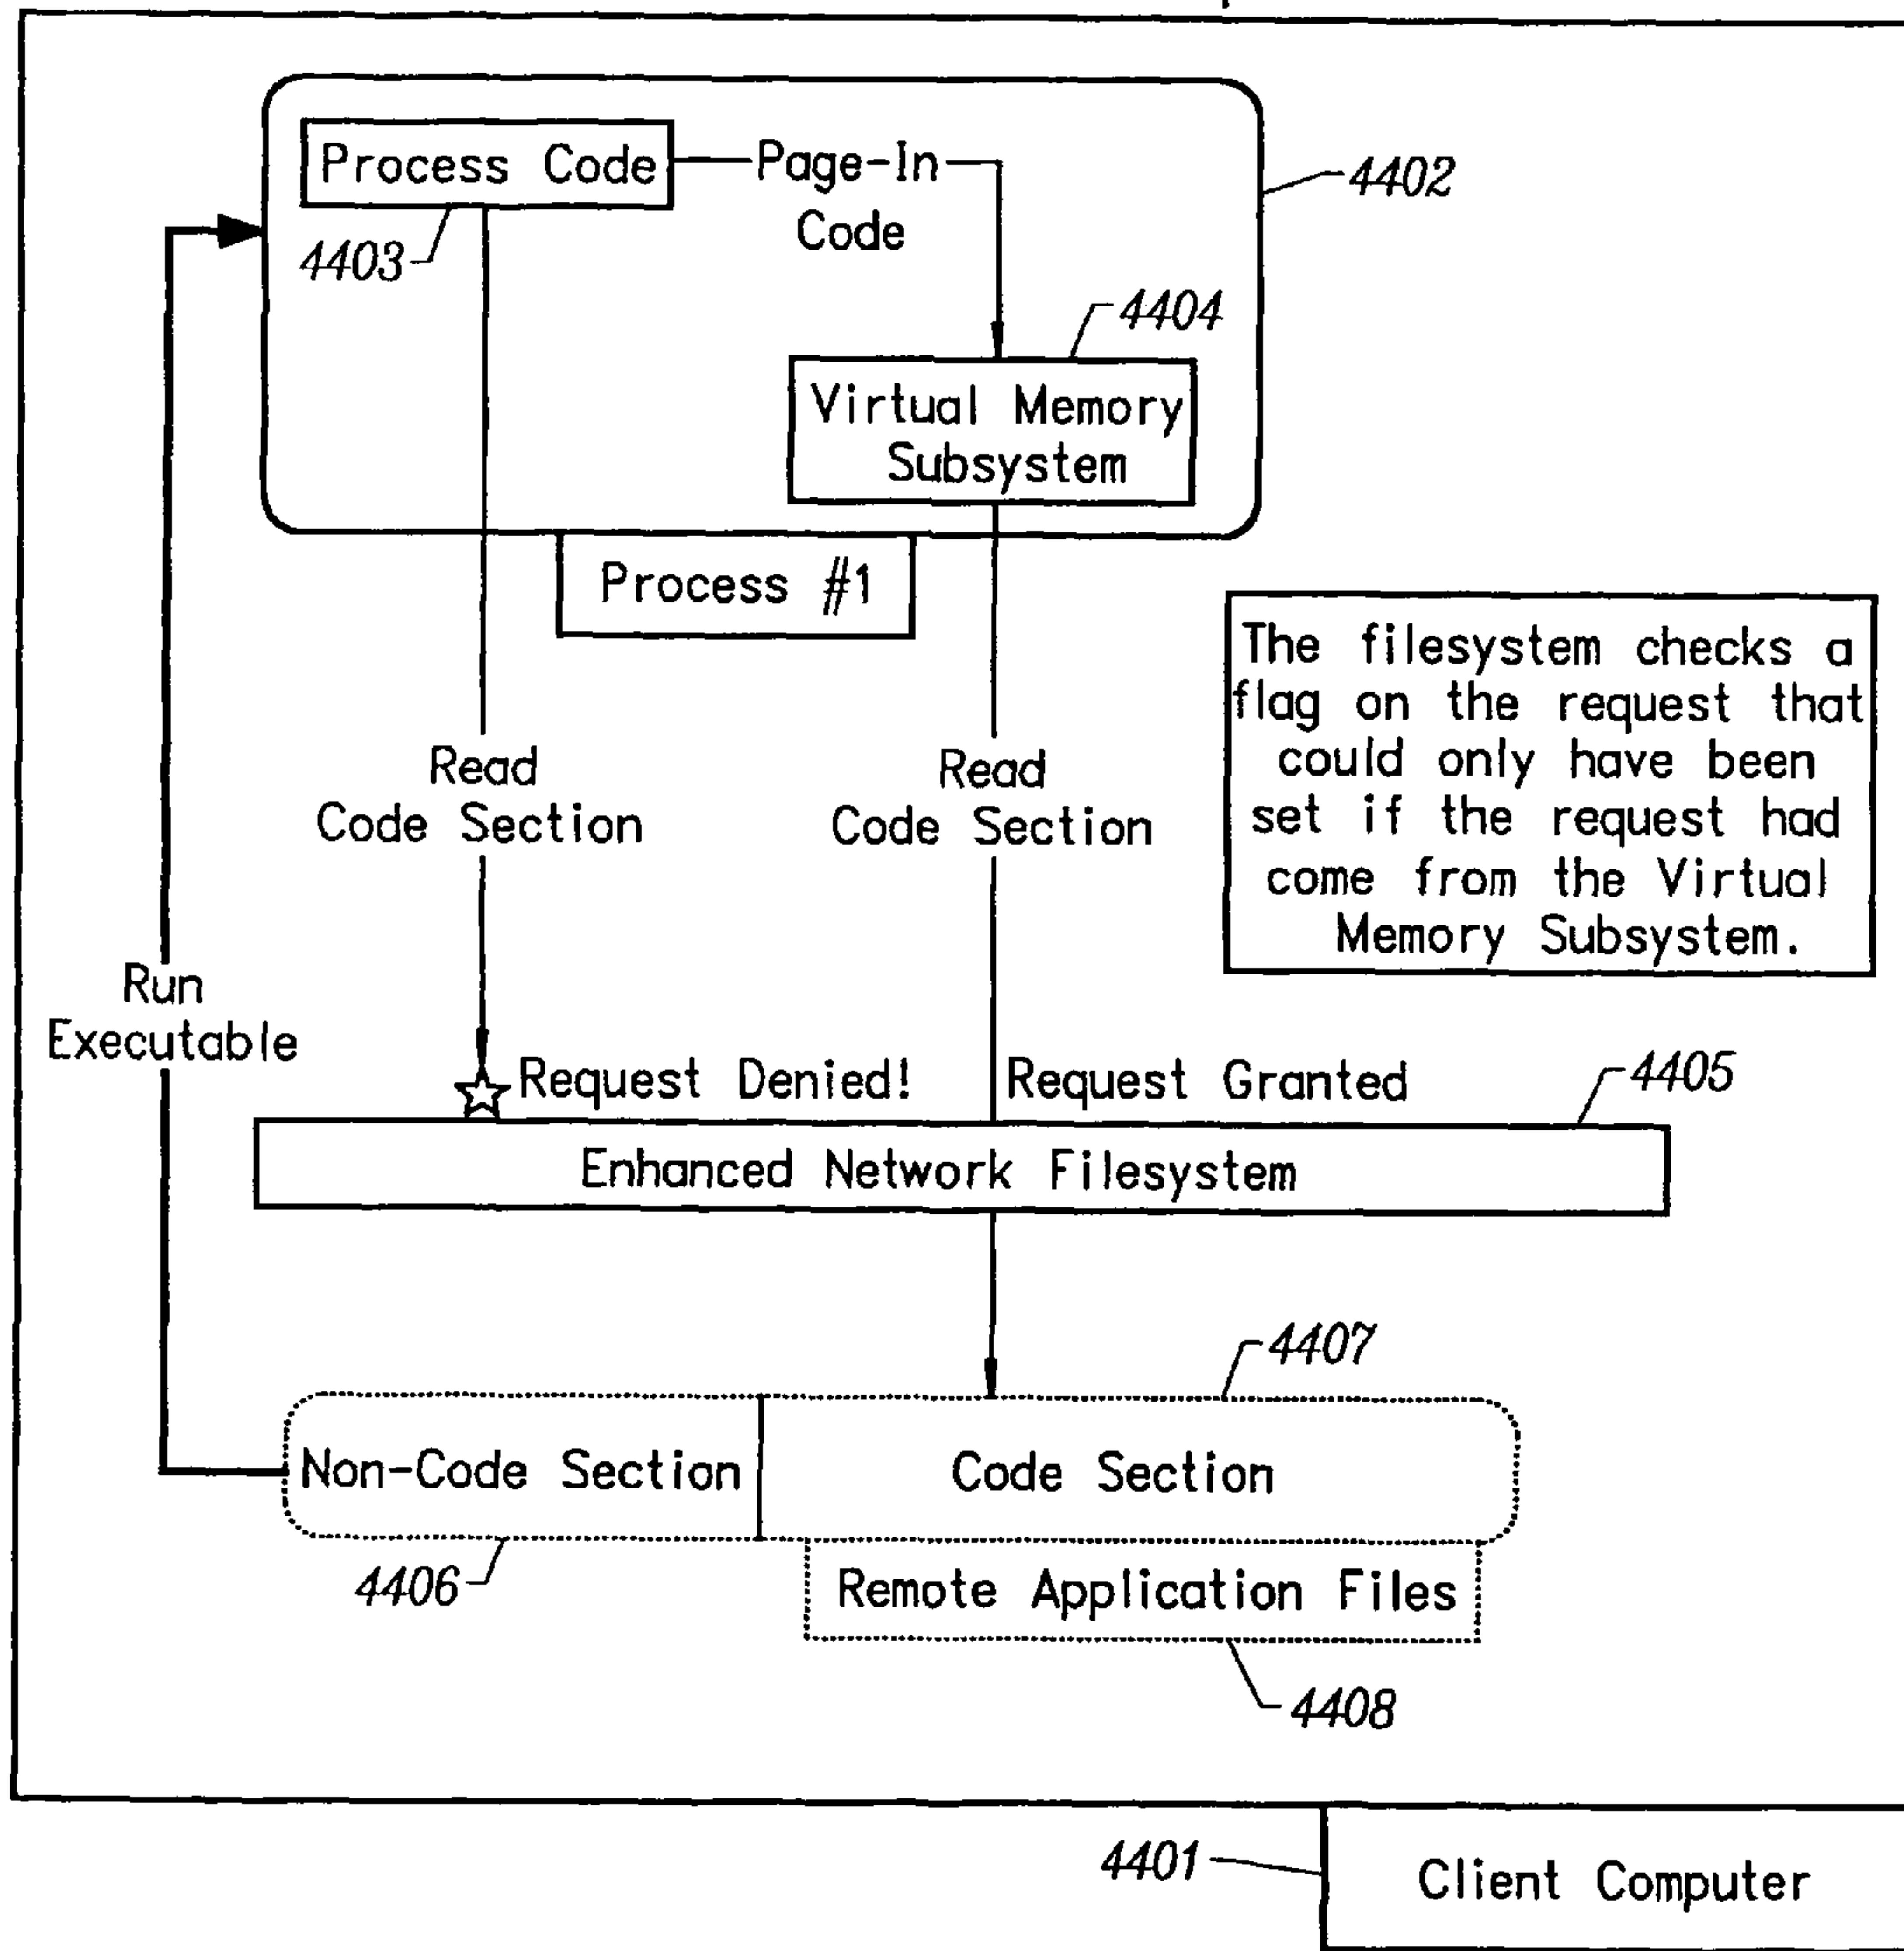 Process Code
Page-In
Code
4402
4403
4404
Virtual Memory
Subsystem
Process #1
The filesystem checks a
flag on the request that
could only have been
set if the request had
come from the Virtual
Memory Subsystem.
Read
Code Section
Read
Code Section
Run
Executable
Request Denied!
Request Granted
4405
Enhanced Network Filesystem
4407
Non-Code Section
Code Section
4406
Remote Application Files
4408
4401
Client Computer